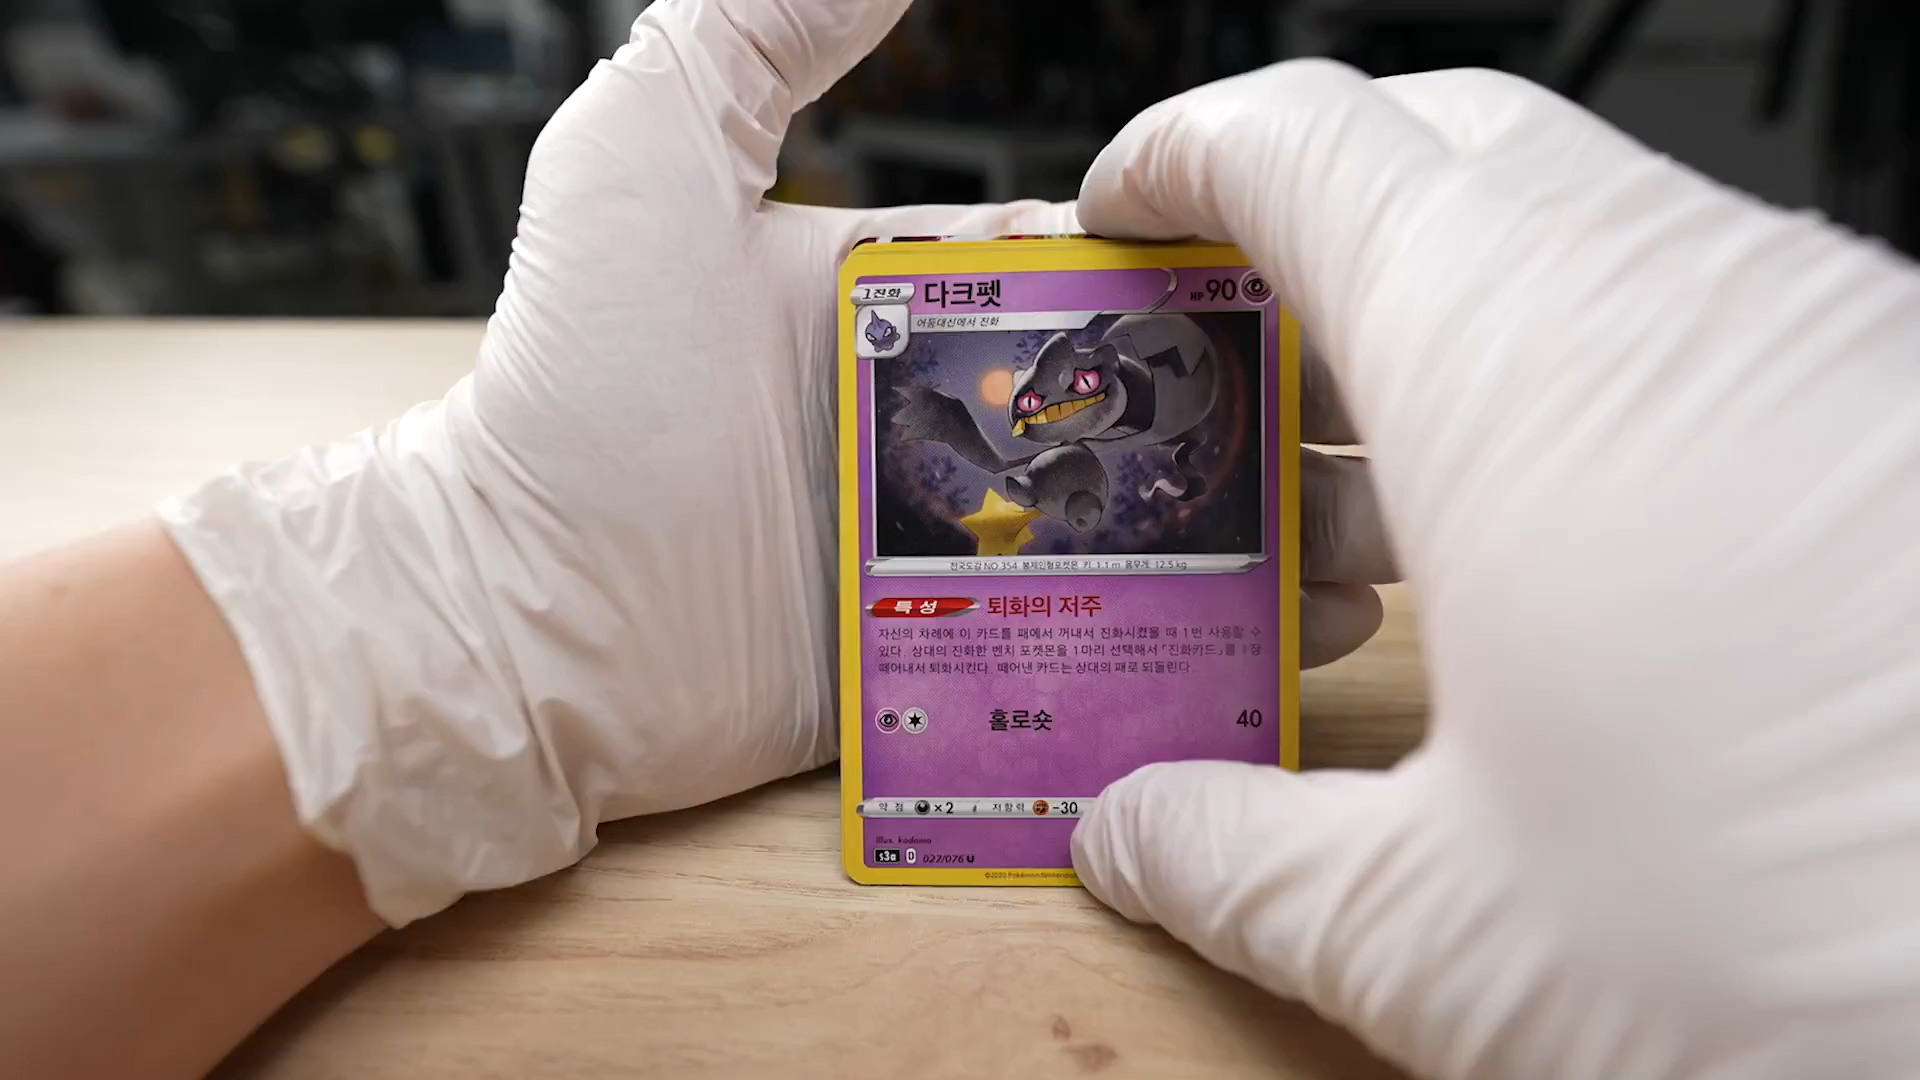 1진화 다크펫 HP 90
어둠대신에서 진화
전국도감 NO.354 봉제인형포켓몬 키 1.1m 몸무게 12.5kg
특성 퇴화의 저주
자신의 차례에 이 카드를 패에서 꺼내서 진화시켰을 때 1번 사용할 수
있다. 상대의 진화한 벤치 포켓몬을 1마리 선택해서 「진화카드」를 1장
떼어내서 퇴화시킨다. 떼어낸 카드는 상대의 패로 되돌린다.
홀로숏 40
약점 ×2 저항력 -30
Illus. kodama
s3a D 027/076 U
©2020 Pokémon/Nintendo